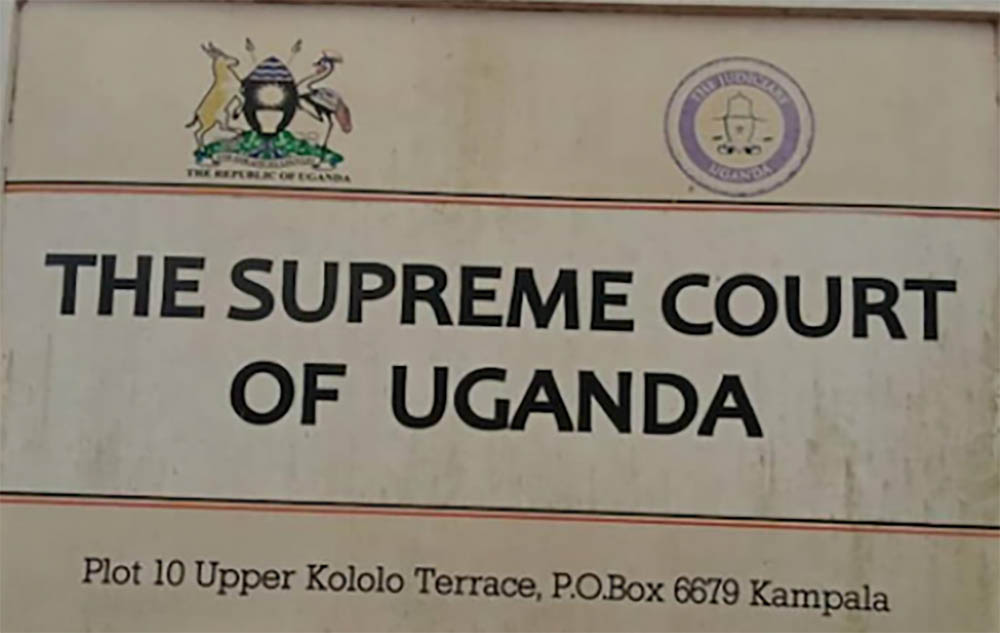 THE REPUBLIC OF UGANDA
THE JUDICIARY
UGANDA
THE SUPREME COURT
OF UGANDA
Plot 10 Upper Kololo Terrace, P.O.Box 6679 Kampala